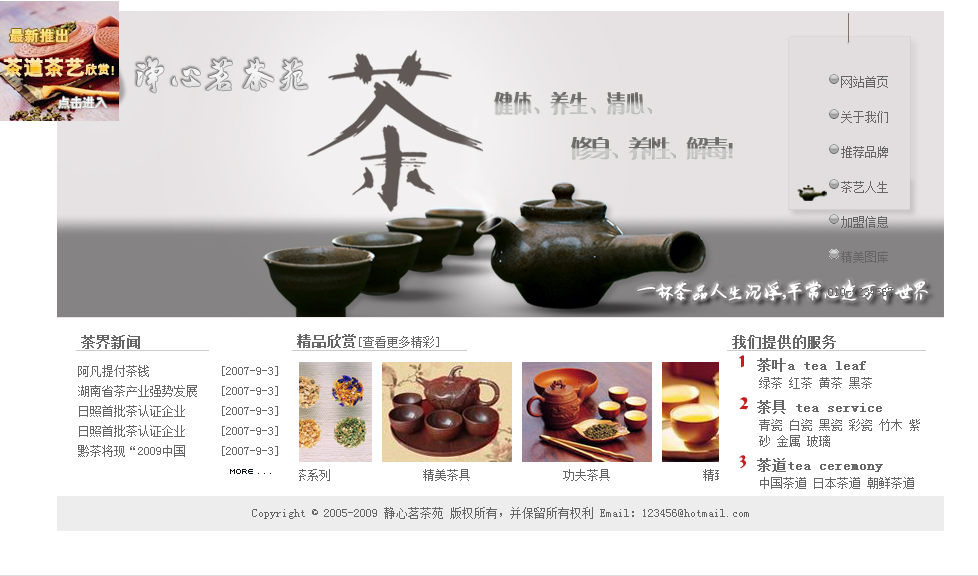 最新推出
茶道茶艺欣赏!
点击进入
净心茗茶苑
茶
健体、养生、清心、
修身、养性、解毒!
网站首页
关于我们
推荐品牌
茶艺人生
加盟信息
精美图库
一杯茶品人生沉浮,平常心造万千世界
茶界新闻
阿凡提付茶钱 [2007-9-3]
湖南省茶产业强势发展 [2007-9-3]
日照首批茶认证企业 [2007-9-3]
日照首批茶认证企业 [2007-9-3]
黔茶将现“2009中国 [2007-9-3]
MORE...
精品欣赏[查看更多精彩]
茶系列
精美茶具
功夫茶具
精
我们提供的服务
1 茶叶a tea leaf
绿茶 红茶 黄茶 黑茶
2 茶具 tea service
青瓷 白瓷 黑瓷 彩瓷 竹木 紫
砂 金属 玻璃
3 茶道tea ceremony
中国茶道 日本茶道 朝鲜茶道
Copyright © 2005-2009 静心茗茶苑 版权所有，并保留所有权利 Email: 123456@hotmail.com